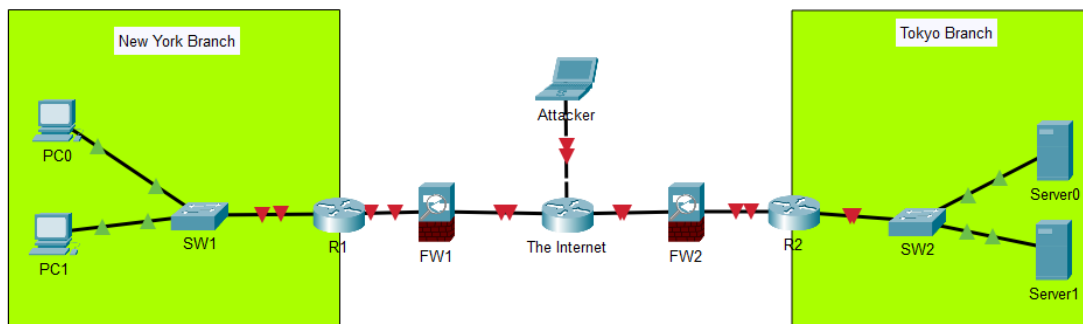 New York Branch
Tokyo Branch
Attacker
PC0
Server0
PC1
SW1
R1
FW1
The Internet
FW2
R2
SW2
Server1